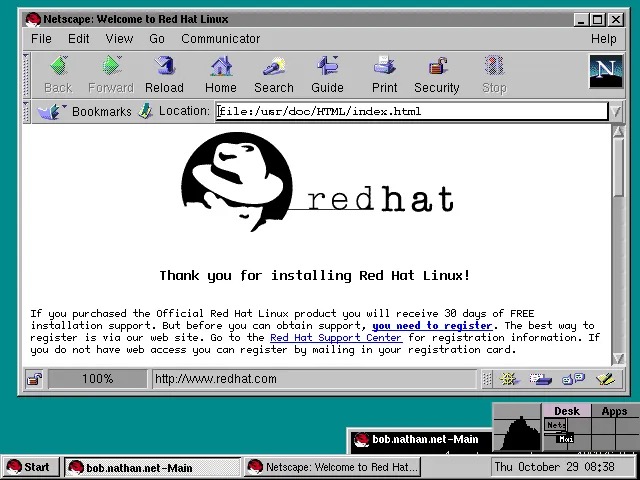 Netscape: Welcome to Red Hat Linux
File Edit View Go Communicator Help
Back Forward Reload Home Search Guide Print Security Stop
N
Bookmarks Location: file:/usr/doc/HTML/index.html
redhat
Thank you for installing Red Hat Linux!
If you purchased the Official Red Hat Linux product you will receive 30 days of FREE
installation support. But before you can obtain support, you need to register. The best way to
register is via our web site. Go to the Red Hat Support Center for registration information. If
you do not have web access you can register by mailing in your registration card.
100% http://www.redhat.com
Desk Apps
Nets
bob.nathan.net-Main
Start bob.nathan.net-Main Netscape: Welcome to Red Hat... Thu October 29 08:38